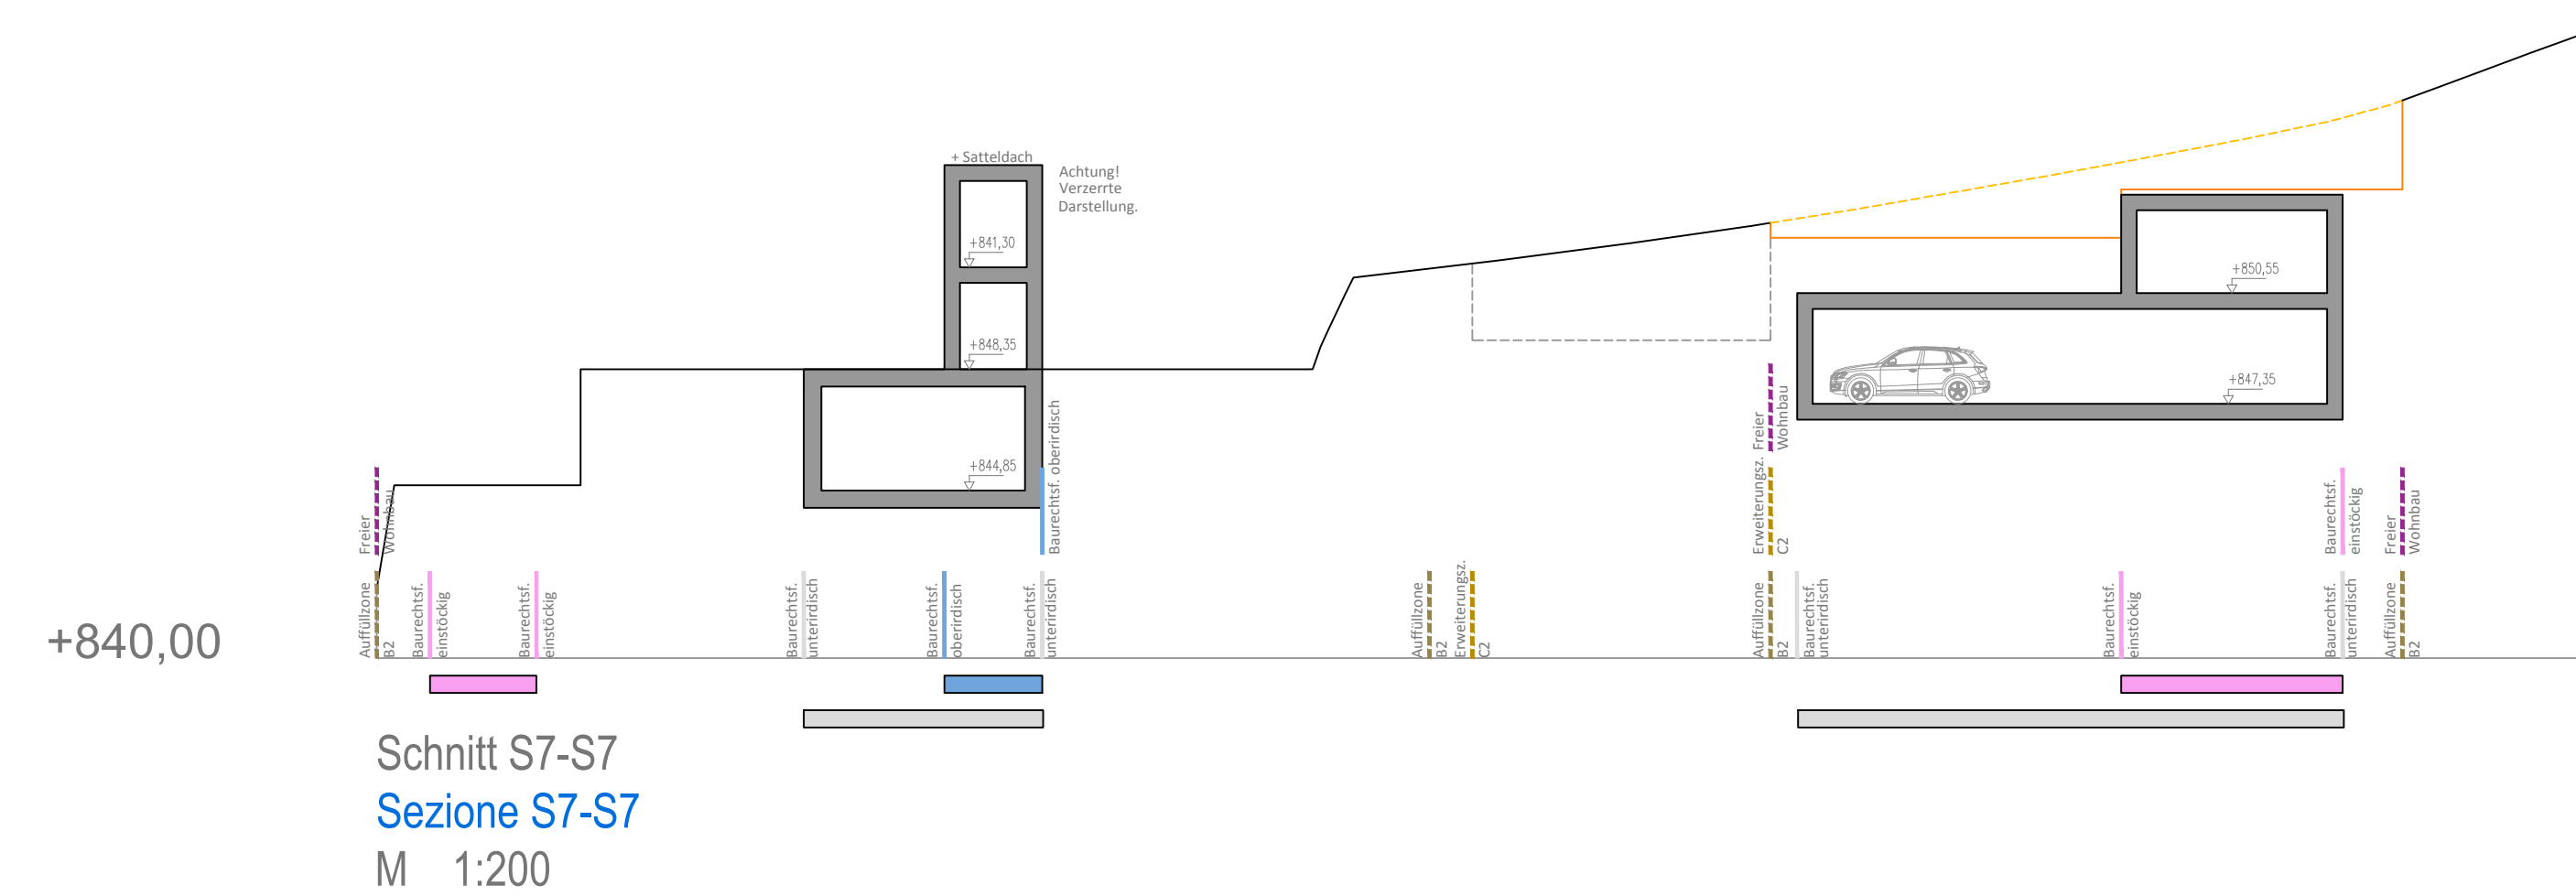 + Satteldach
Achtung!
Verzerrte
Darstellung.
+841,30
+848,35
+844,85
+850,55
+847,35
Baurechtsf. oberirdisch
Freier
Wohnbau
Freier
Wohnbau
Erweiterungsz.
C2
Baurechtsf.
einstöckig
Freier
Wohnbau
+840,00
Auffüllzone
B2
Baurechtsf.
einstöckig
Baurechtsf.
einstöckig
Baurechtsf.
unterirdisch
Baurechtsf.
oberirdisch
Baurechtsf.
unterirdisch
Auffüllzone
B2
Erweiterungsz.
C2
Auffüllzone
B2
Baurechtsf.
unterirdisch
Baurechtsf.
einstöckig
Baurechtsf.
unterirdisch
Auffüllzone
B2
Schnitt S7-S7
Sezione S7-S7
M 1:200